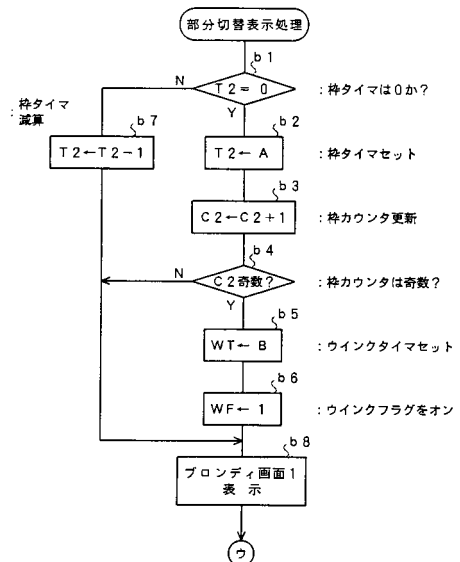 部分切替表示処理
b1
N
T2=0
:枠タイマは0か?
Y
:枠タイマ
減算
b7
T2←T2-1
b2
T2←A
:枠タイマセット
b3
C2←C2+1
:枠カウンタ更新
b4
N
C2奇数?
:枠カウンタは奇数?
Y
b5
WT←B
:ウインクタイマセット
b6
WF←1
:ウインクフラグをオン
b8
ブロンディ画面1
表示
ウ